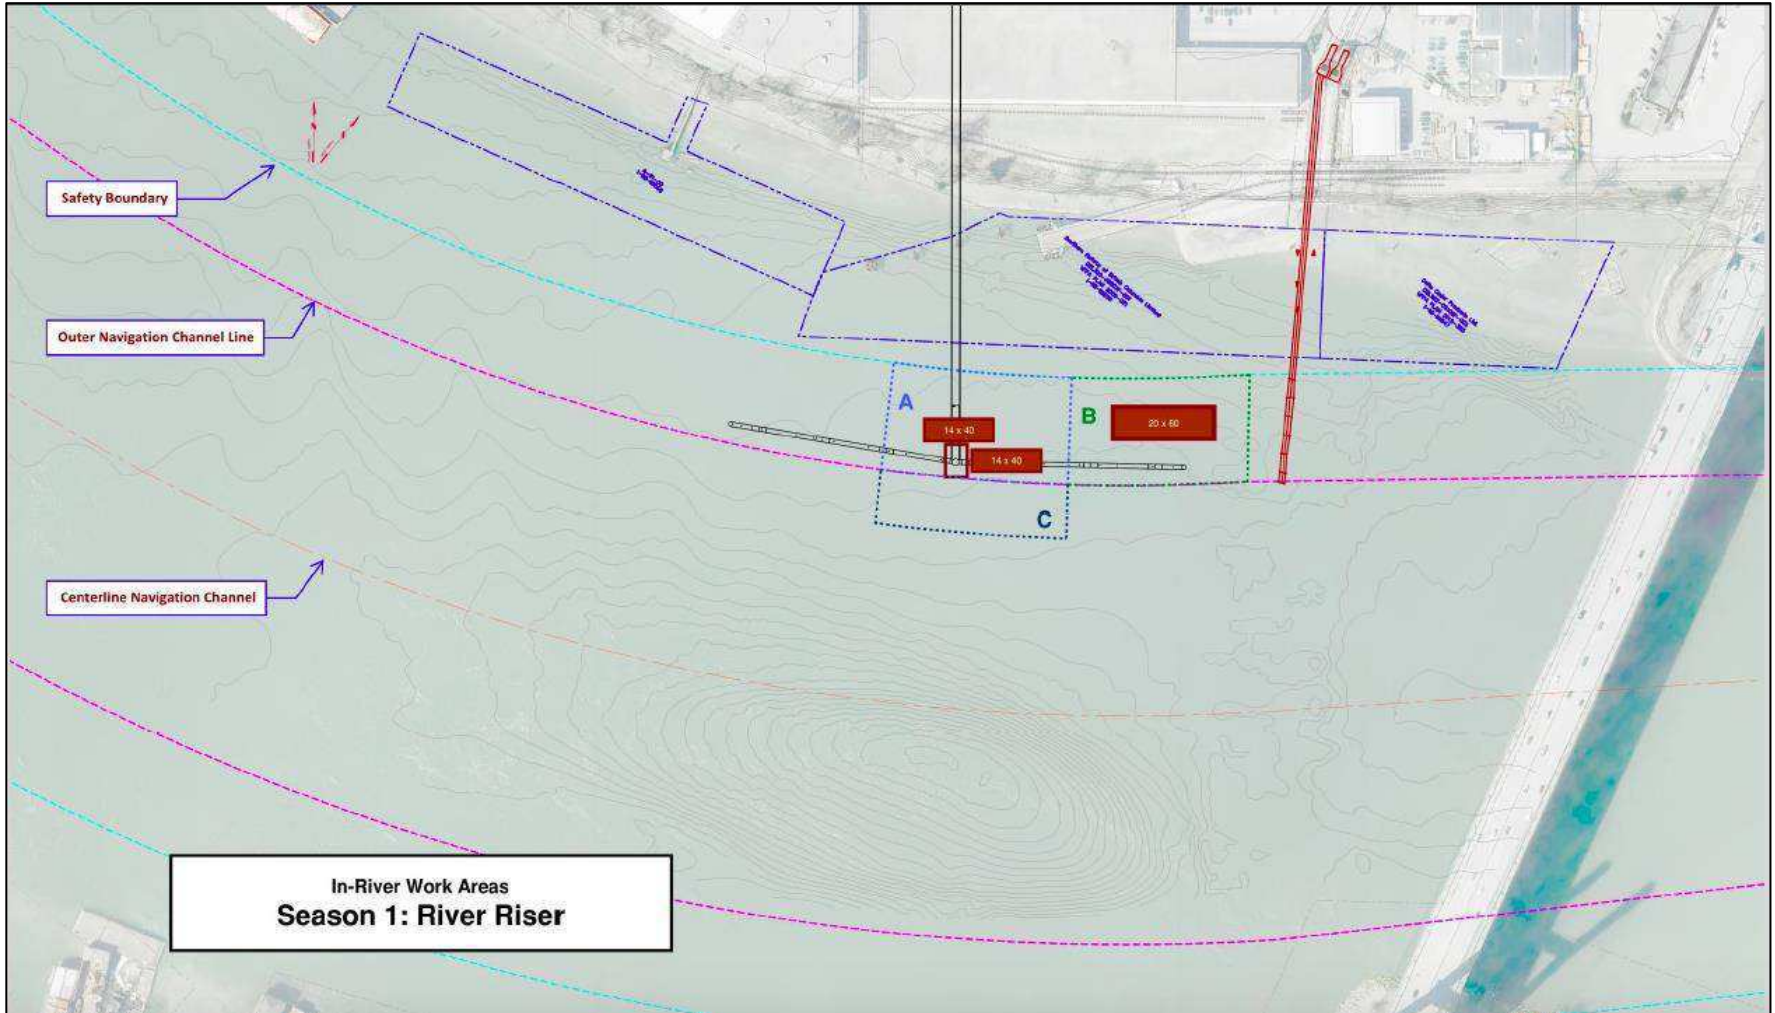 Safety Boundary
Outer Navigation Channel Line
A
B
14 x 40
20 x 60
14 x 40
C
Centerline Navigation Channel
In-River Work Areas
Season 1: River Riser